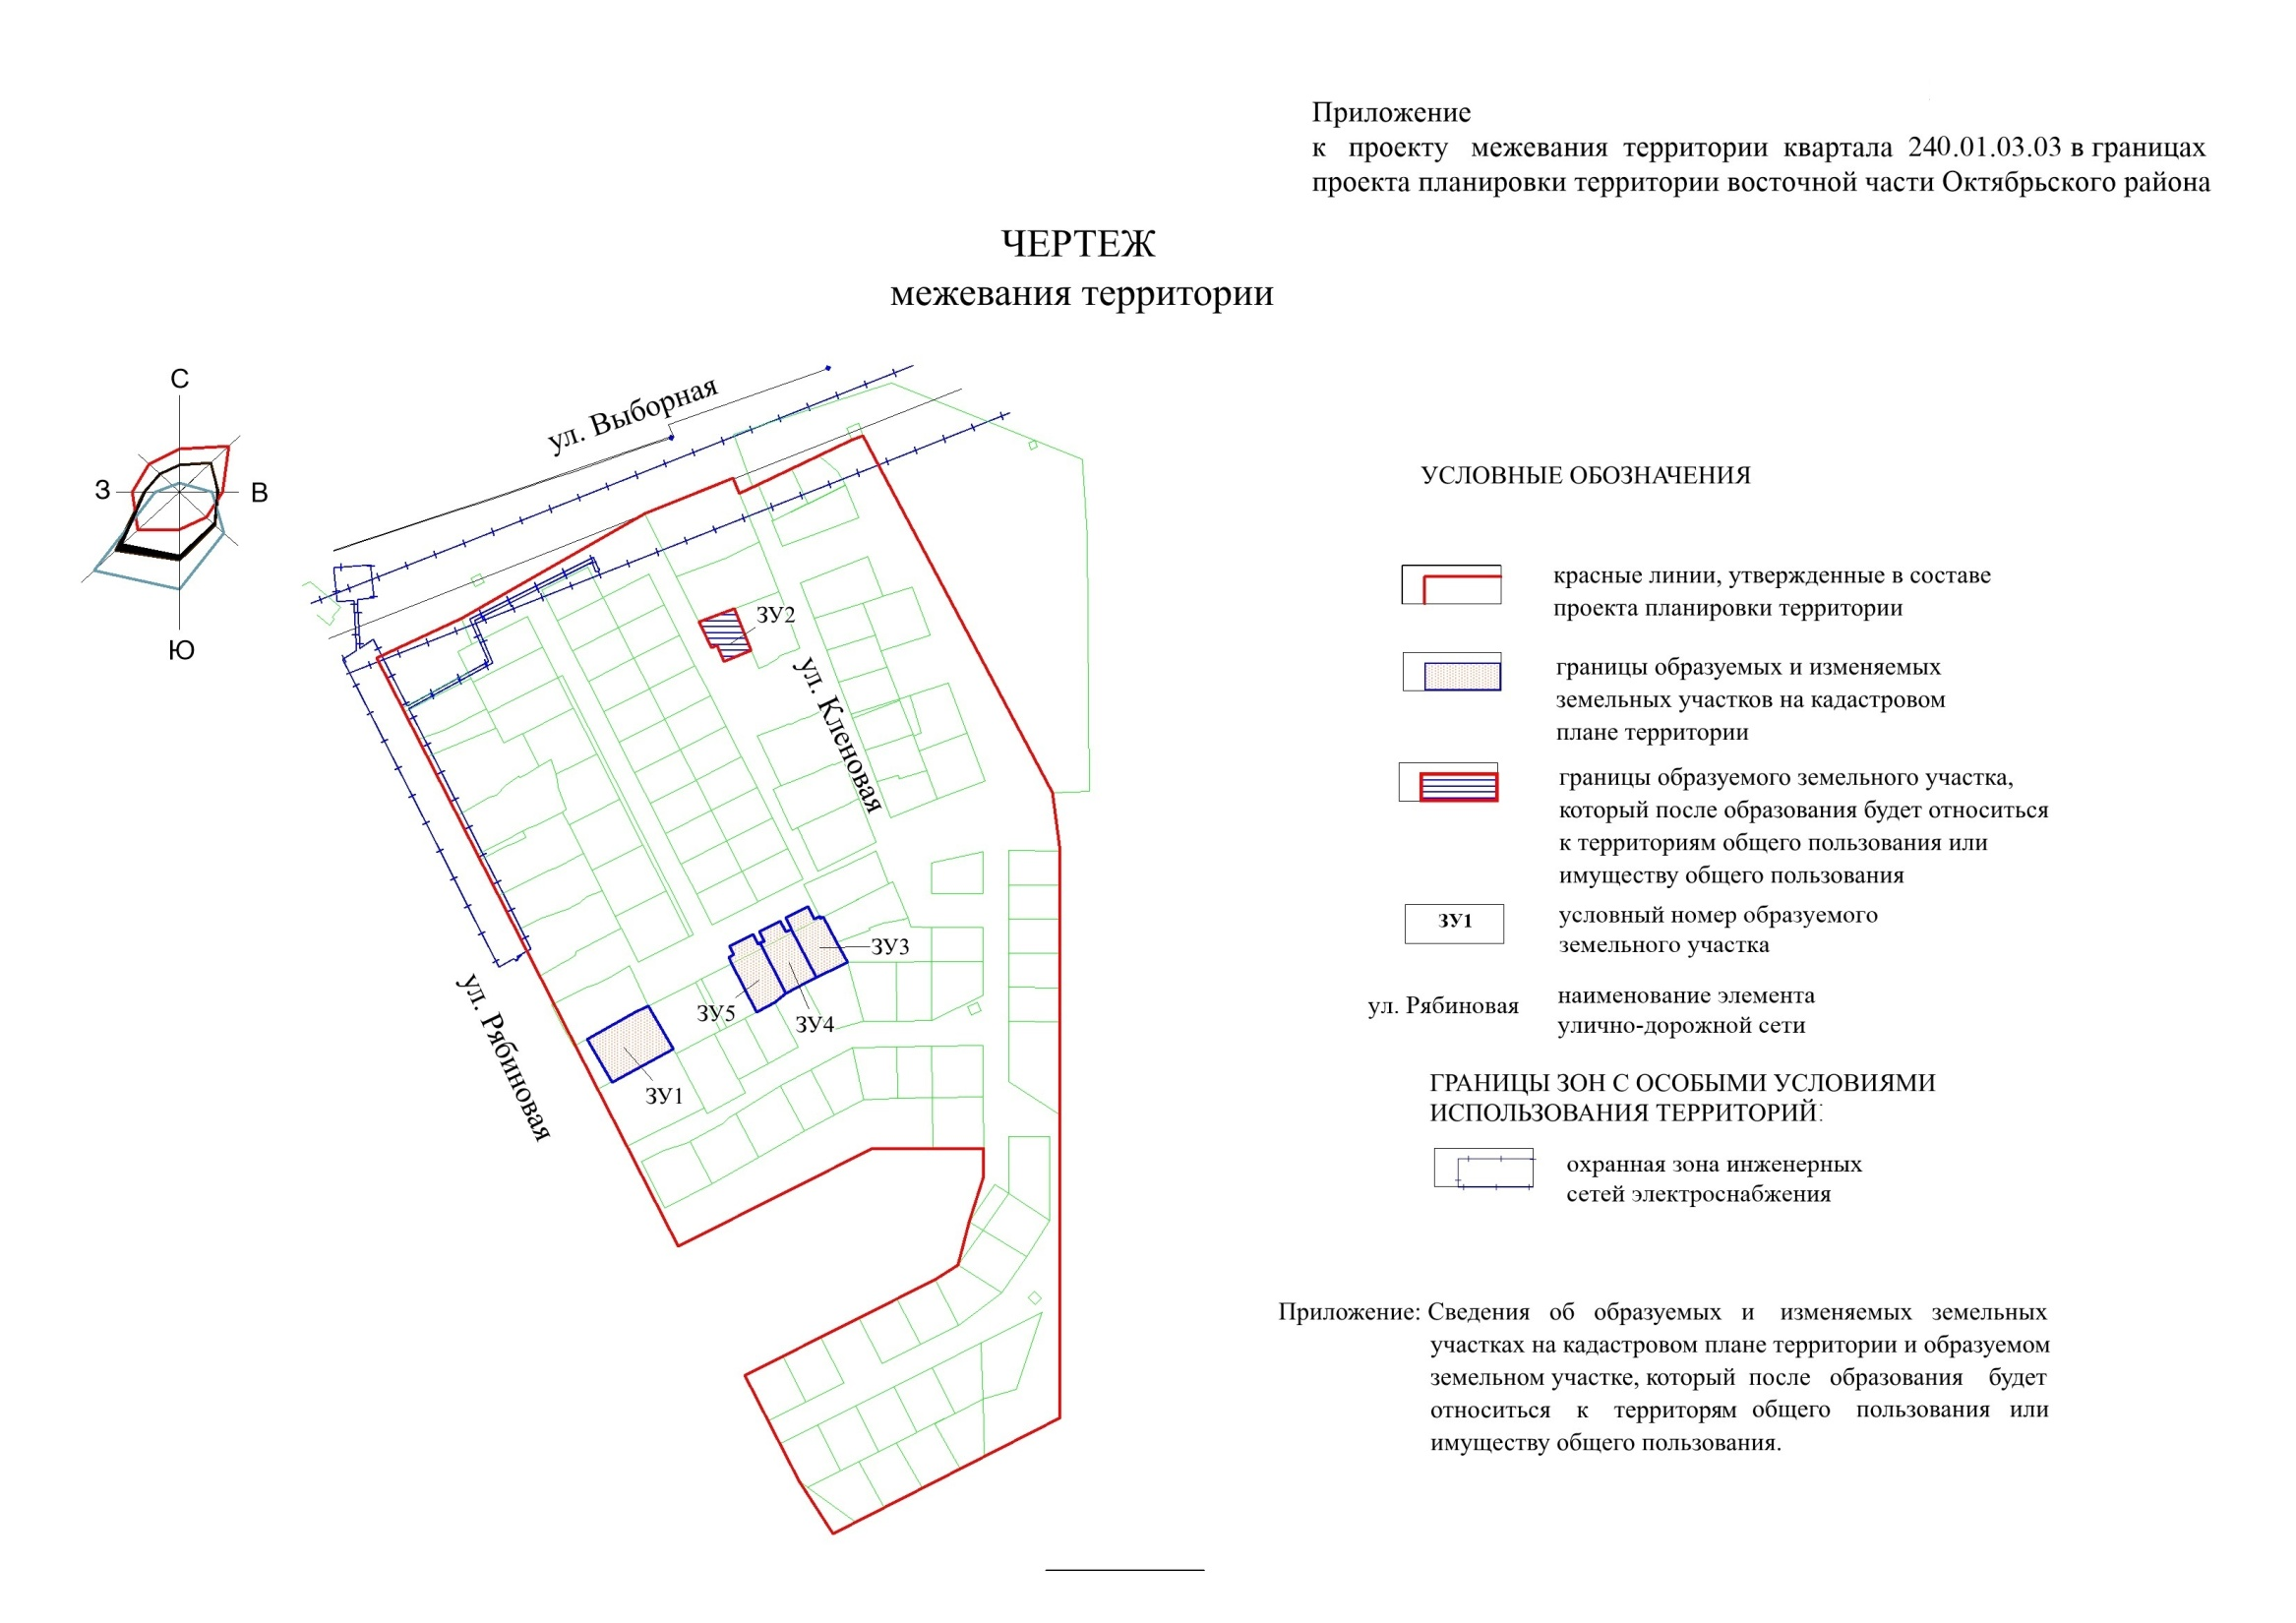 Приложение
к проекту межевания территории квартала 240.01.03.03 в границах
проекта планировки территории восточной части Октябрьского района
ЧЕРТЕЖ
межевания территории
С
З
В
Ю
ул. Выборная
ЗУ2
ул. Кленовая
ЗУ3
ЗУ5
ЗУ4
ЗУ1
ул. Рябиновая
УСЛОВНЫЕ ОБОЗНАЧЕНИЯ
красные линии, утвержденные в составе
проекта планировки территории
границы образуемых и изменяемых
земельных участков на кадастровом
плане территории
границы образуемого земельного участка,
который после образования будет относиться
к территориям общего пользования или
имуществу общего пользования
ЗУ1
условный номер образуемого
земельного участка
ул. Рябиновая
наименование элемента
улично-дорожной сети
ГРАНИЦЫ ЗОН С ОСОБЫМИ УСЛОВИЯМИ
ИСПОЛЬЗОВАНИЯ ТЕРРИТОРИЙ:
охранная зона инженерных
сетей электроснабжения
Приложение: Сведения об образуемых и изменяемых земельных
участках на кадастровом плане территории и образуемом
земельном участке, который после образования будет
относиться к территорям общего пользования или
имуществу общего пользования.